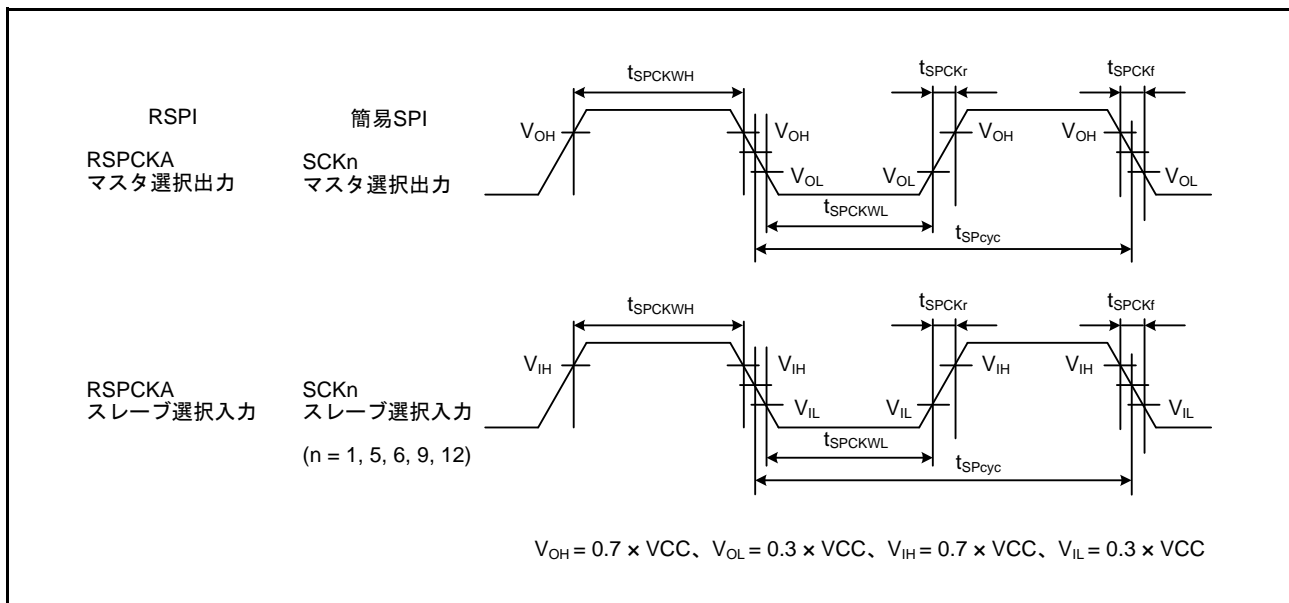 tSPCKWH tSPCKr tSPCKf
RSPI 簡易SPI
VOH VOH VOH VOH
RSPCKA SCKn
マスタ選択出力 マスタ選択出力
VOL VOL VOL
tSPCKWL
tSPcyc
tSPCKWH tSPCKr tSPCKf
VIH VIH VIH VIH
RSPCKA SCKn
スレーブ選択入力 スレーブ選択入力
VIL VIL VIL
tSPCKWL
(n = 1, 5, 6, 9, 12)
tSPcyc
VOH = 0.7 × VCC、VOL = 0.3 × VCC、VIH = 0.7 × VCC、VIL = 0.3 × VCC